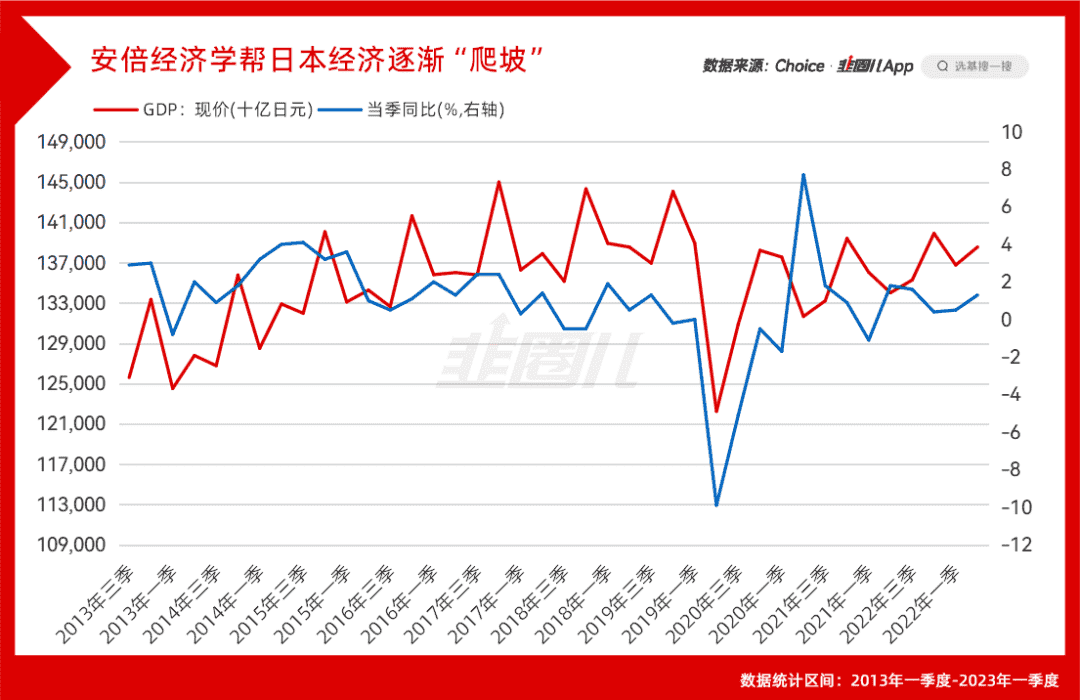 安倍经济学帮日本经济逐渐“爬坡”
数据来源：Choice · 韭圈儿App
选基搜一搜
GDP：现价(十亿日元) 当季同比(%,右轴)
149,000
145,000
141,000
137,000
133,000
129,000
125,000
121,000
117,000
113,000
109,000
10
8
6
4
2
0
-2
-4
-6
-8
-10
-12
韭圈儿
2013年三季
2013年一季
2014年三季
2014年一季
2015年三季
2015年一季
2016年三季
2016年一季
2017年三季
2017年一季
2018年三季
2018年一季
2019年三季
2019年一季
2020年三季
2020年一季
2021年三季
2021年一季
2022年三季
2022年一季
数据统计区间：2013年一季度-2023年一季度